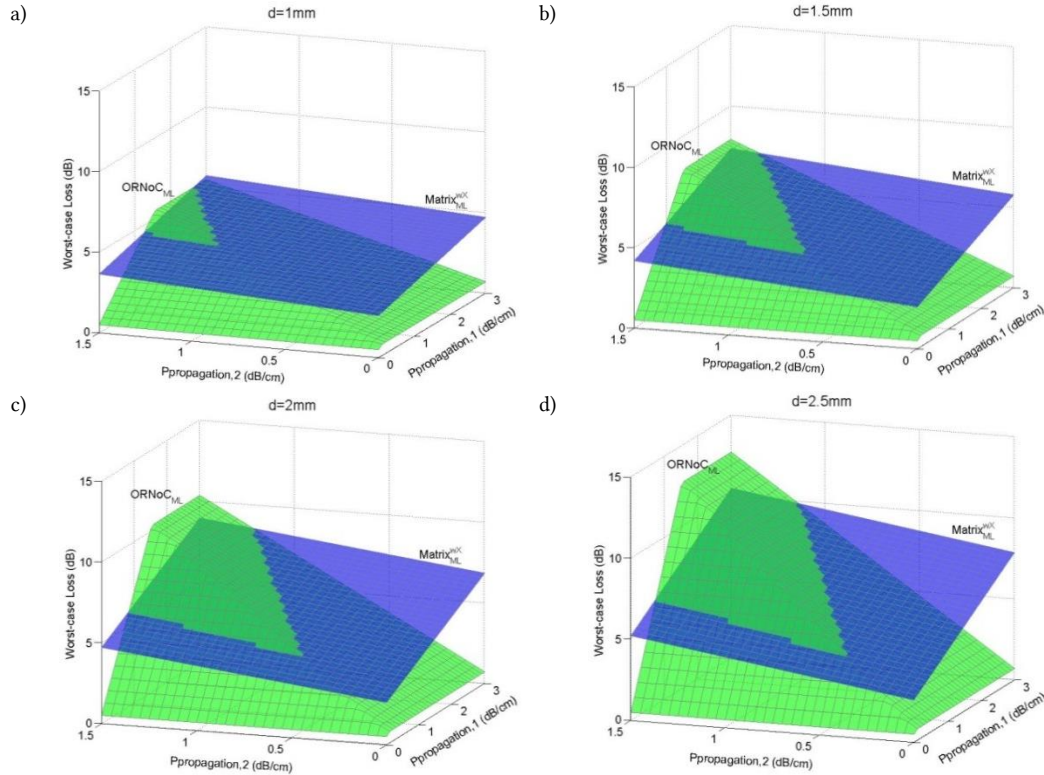 a)
d=1mm
15
10
5
0
Worst-case Loss (dB)
ORNoC_ML
Matrix^wX_ML
1.5
1
0.5
0
Ppropagation,2 (dB/cm)
0
1
2
3
Ppropagation,1 (dB/cm)
b)
d=1.5mm
15
10
5
0
Worst-case Loss (dB)
ORNoC_ML
Matrix^wX_ML
1.5
1
0.5
0
Ppropagation,2 (dB/cm)
0
1
2
3
Ppropagation,1 (dB/cm)
c)
d=2mm
15
10
5
0
Worst-case Loss (dB)
ORNoC_ML
Matrix^wX_ML
1.5
1
0.5
0
Ppropagation,2 (dB/cm)
0
1
2
3
Ppropagation,1 (dB/cm)
d)
d=2.5mm
15
10
5
0
Worst-case Loss (dB)
ORNoC_ML
Matrix^wX_ML
1.5
1
0.5
0
Ppropagation,2 (dB/cm)
0
1
2
3
Ppropagation,1 (dB/cm)